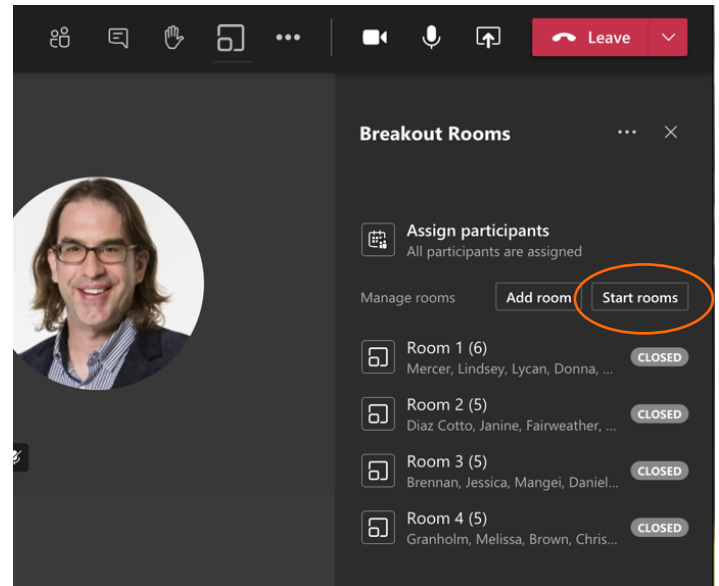 Leave
Breakout Rooms
Assign participants
All participants are assigned
Manage rooms Add room Start rooms
Room 1 (6)
CLOSED
Mercer, Lindsey, Lycan, Donna, ...
Room 2 (5)
CLOSED
Diaz Cotto, Janine, Fairweather, ...
Room 3 (5)
CLOSED
Brennan, Jessica, Mangei, Daniel...
Room 4 (5)
CLOSED
Granholm, Melissa, Brown, Chris...